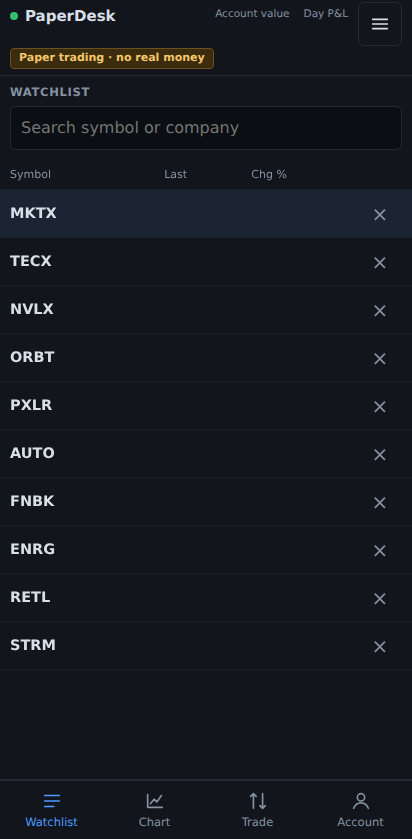 PaperDesk
Account value Day P&L
Paper trading · no real money
WATCHLIST
Search symbol or company
Symbol Last Chg %
MKTX
TECX
NVLX
ORBT
PXLR
AUTO
FNBK
ENRG
RETL
STRM
Watchlist Chart Trade Account